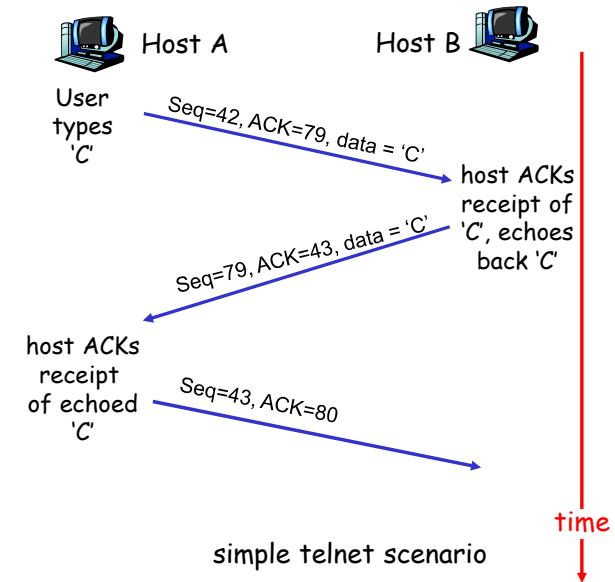 Host A
Host B
User
types
‘C’
Seq=42, ACK=79, data = ‘C’
host ACKs
receipt of
‘C’, echoes
back ‘C’
Seq=79, ACK=43, data = ‘C’
host ACKs
receipt
of echoed
‘C’
Seq=43, ACK=80
time
simple telnet scenario